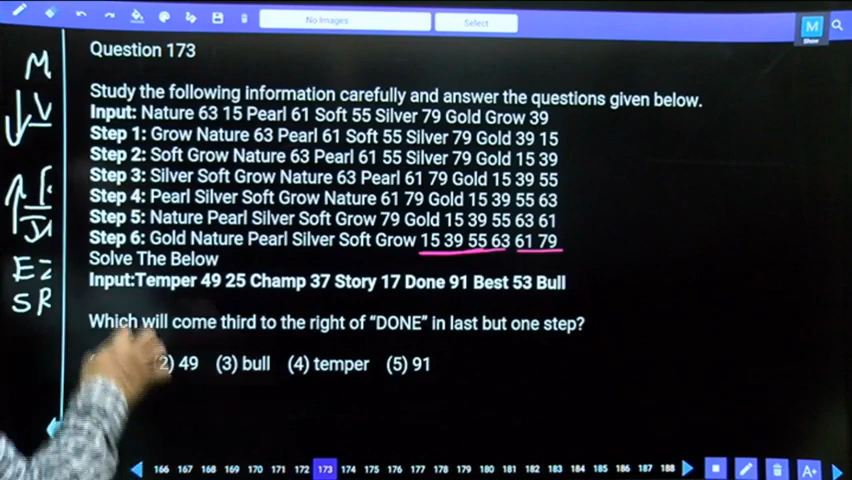 No Images
Select
M
Show
Question 173
Study the following information carefully and answer the questions given below.
Input: Nature 63 15 Pearl 61 Soft 55 Silver 79 Gold Grow 39
Step 1: Grow Nature 63 Pearl 61 Soft 55 Silver 79 Gold 39 15
Step 2: Soft Grow Nature 63 Pearl 61 55 Silver 79 Gold 15 39
Step 3: Silver Soft Grow Nature 63 Pearl 61 79 Gold 15 39 55
Step 4: Pearl Silver Soft Grow Nature 61 79 Gold 15 39 55 63
Step 5: Nature Pearl Silver Soft Grow 79 Gold 15 39 55 63 61
Step 6: Gold Nature Pearl Silver Soft Grow 15 39 55 63 61 79
Solve The Below
Input:Temper 49 25 Champ 37 Story 17 Done 91 Best 53 Bull
Which will come third to the right of “DONE” in last but one step?
(2) 49 (3) bull (4) temper (5) 91
M
E
S R
166 167 168 169 170 171 172 173 174 175 176 177 178 179 180 181 182 183 184 185 186 187 188
A+